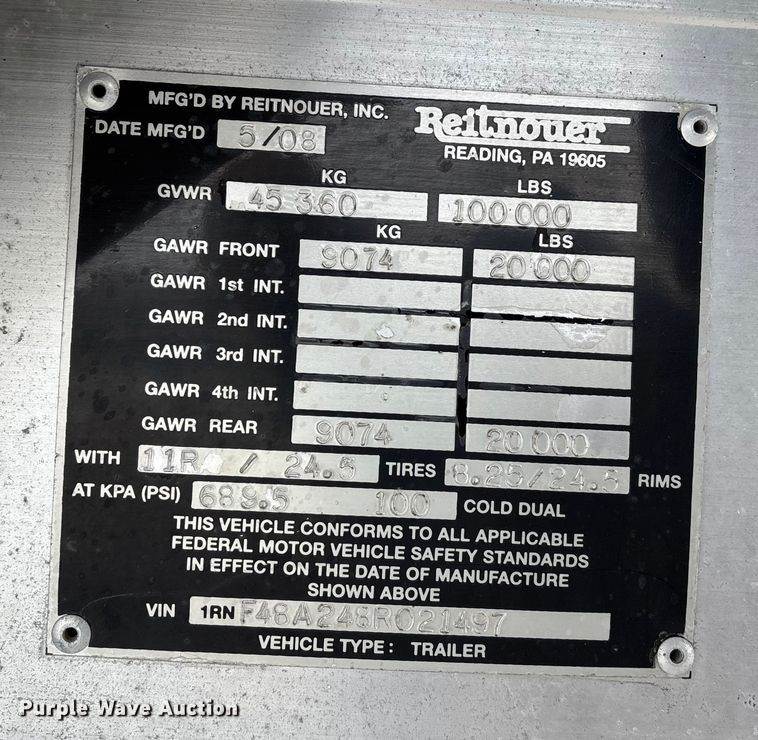 MFG'D BY REITNOUER, INC.
Reitnouer
DATE MFG'D 5/08
READING, PA 19605
KG LBS
GVWR 45 360 100 000
KG LBS
GAWR FRONT 9074 20 000
GAWR 1st INT.
GAWR 2nd INT.
GAWR 3rd INT.
GAWR 4th INT.
GAWR REAR 9074 20 000
WITH 11R / 24.5 TIRES 8.25/24.5 RIMS
AT KPA (PSI) 689.5 100 COLD DUAL
THIS VEHICLE CONFORMS TO ALL APPLICABLE
FEDERAL MOTOR VEHICLE SAFETY STANDARDS
IN EFFECT ON THE DATE OF MANUFACTURE
SHOWN ABOVE
VIN 1RN F48A248R021497
VEHICLE TYPE: TRAILER
Purple Wave Auction